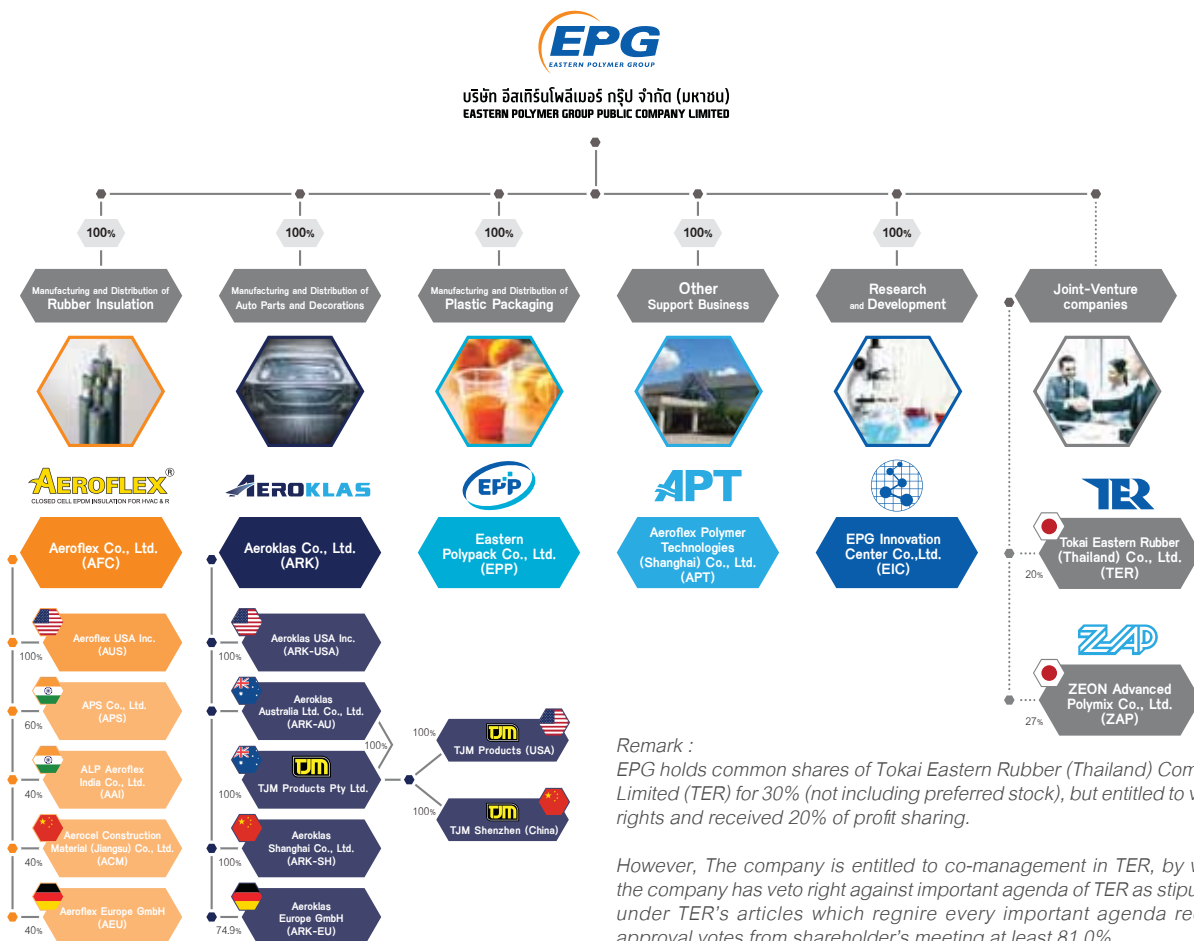 EPG
EASTERN POLYMER GROUP
บริษัท อีสเทิร์นโพลีเมอร์ กรุ๊ป จำกัด (มหาชน)
EASTERN POLYMER GROUP PUBLIC COMPANY LIMITED
100%
100%
100%
100%
100%
Manufacturing and Distribution of
Rubber Insulation
Manufacturing and Distribution of
Auto Parts and Decorations
Manufacturing and Distribution of
Plastic Packaging
Other
Support Business
Research
and Development
Joint-Venture
companies
AEROFLEX®
CLOSED CELL EPDM INSULATION FOR HVAC & R
AEROKLAS
EPP
APT
TER
Aeroflex Co., Ltd.
(AFC)
Aeroklas Co., Ltd.
(ARK)
Eastern
Polypack Co., Ltd.
(EPP)
Aeroflex Polymer
Technologies
(Shanghai) Co., Ltd.
(APT)
EPG Innovation
Center Co.,Ltd.
(EIC)
Tokai Eastern Rubber
(Thailand) Co., Ltd.
(TER)
20%
ZAP
ZEON Advanced
Polymix Co., Ltd.
(ZAP)
27%
Aeroflex USA Inc.
(AUS)
100%
APS Co., Ltd.
(APS)
60%
ALP Aeroflex
India Co., Ltd.
(AAI)
40%
Aerocel Construction
Material (Jiangsu) Co., Ltd.
(ACM)
40%
Aeroflex Europe GmbH
(AEU)
40%
Aeroklas USA Inc.
(ARK-USA)
100%
Aeroklas
Australia Ltd. Co., Ltd.
(ARK-AU)
100%
TJM
TJM Products Pty Ltd.
100%
Aeroklas
Shanghai Co., Ltd.
(ARK-SH)
100%
Aeroklas
Europe GmbH
(ARK-EU)
74.9%
100%
TJM
TJM Products (USA)
100%
TJM
TJM Shenzhen (China)
Remark :
EPG holds common shares of Tokai Eastern Rubber (Thailand) Com
Limited (TER) for 30% (not including preferred stock), but entitled to v
rights and received 20% of profit sharing.
However, The company is entitled to co-management in TER, by v
the company has veto right against important agenda of TER as stipu
under TER's articles which regnire every important agenda re
approval votes from shareholder's meeting at least 81.0%